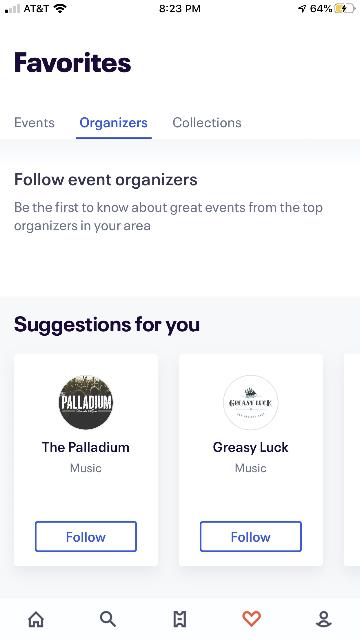 AT&T 8:23 PM 64%
Favorites
Events Organizers Collections
Follow event organizers
Be the first to know about great events from the top
organizers in your area
Suggestions for you
PALLADIUM
GREASY LUCK
The Palladium
Greasy Luck
Music
Music
Follow
Follow